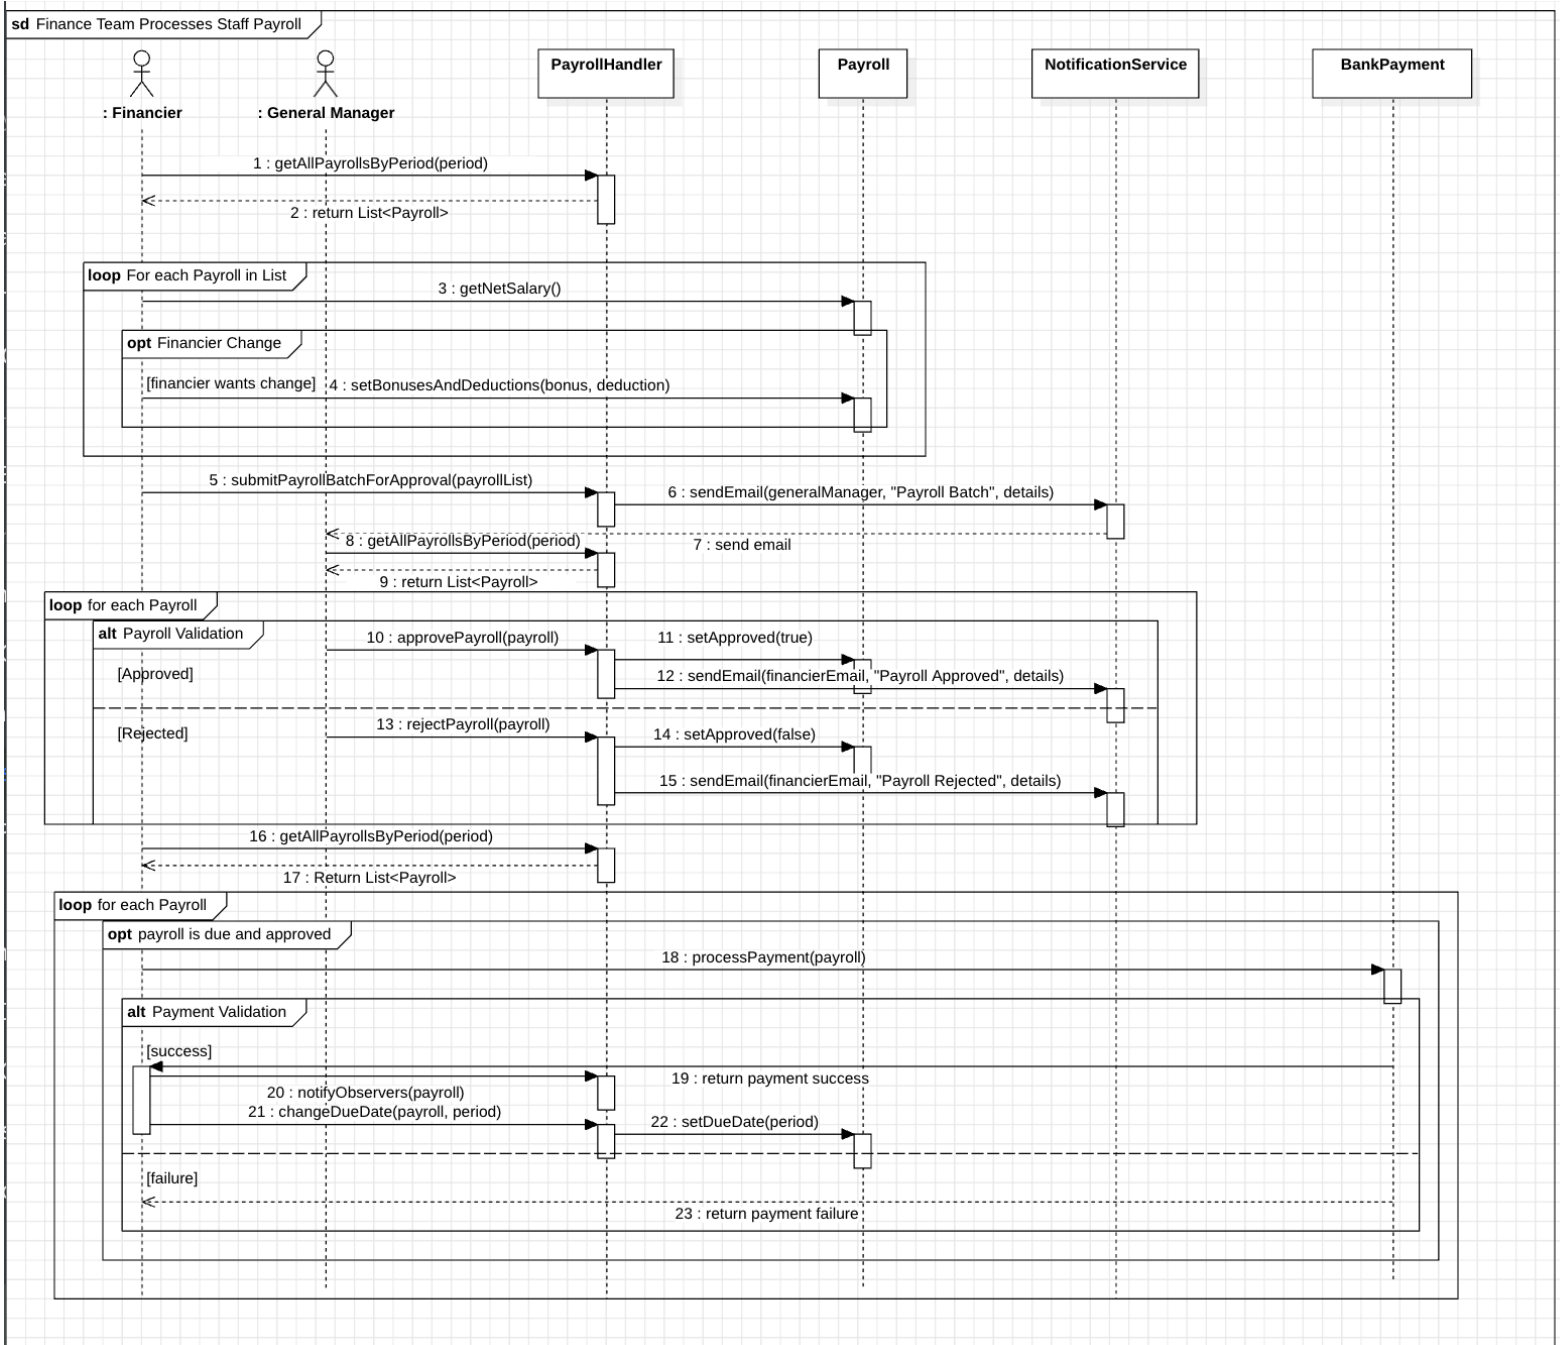 sd Finance Team Processes Staff Payroll
: Financier
: General Manager
PayrollHandler
Payroll
NotificationService
BankPayment
1 : getAllPayrollsByPeriod(period)
2 : return List<Payroll>
loop For each Payroll in List
3 : getNetSalary()
opt Financier Change
[financier wants change]
4 : setBonusesAndDeductions(bonus, deduction)
5 : submitPayrollBatchForApproval(payrollList)
6 : sendEmail(generalManager, "Payroll Batch", details)
7 : send email
8 : getAllPayrollsByPeriod(period)
9 : return List<Payroll>
loop for each Payroll
alt Payroll Validation
10 : approvePayroll(payroll)
11 : setApproved(true)
[Approved]
12 : sendEmail(financierEmail, "Payroll Approved", details)
13 : rejectPayroll(payroll)
[Rejected]
14 : setApproved(false)
15 : sendEmail(financierEmail, "Payroll Rejected", details)
16 : getAllPayrollsByPeriod(period)
17 : Return List<Payroll>
loop for each Payroll
opt payroll is due and approved
18 : processPayment(payroll)
alt Payment Validation
[success]
19 : return payment success
20 : notifyObservers(payroll)
21 : changeDueDate(payroll, period)
22 : setDueDate(period)
[failure]
23 : return payment failure